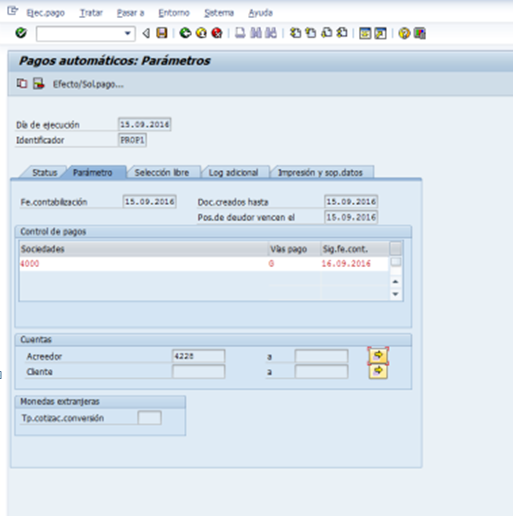 Ejec.pago Tratar Pasar a Entorno Sistema Ayuda
Pagos automáticos: Parámetros
Efecto/Sol.pago...
Día de ejecución 15.09.2016
Identificador PROP1
Status Parámetro Selección libre Log adicional Impresión y sop.datos
Fe.contabilización 15.09.2016 Doc.creados hasta 15.09.2016
Pos.de deudor vencen el 15.09.2016
Control de pagos
Sociedades Vías pago Sig.fe.cont.
4000 G 16.09.2016
Cuentas
Acreedor 4228 a
Cliente a
Monedas extranjeras
Tp.cotizac.conversión